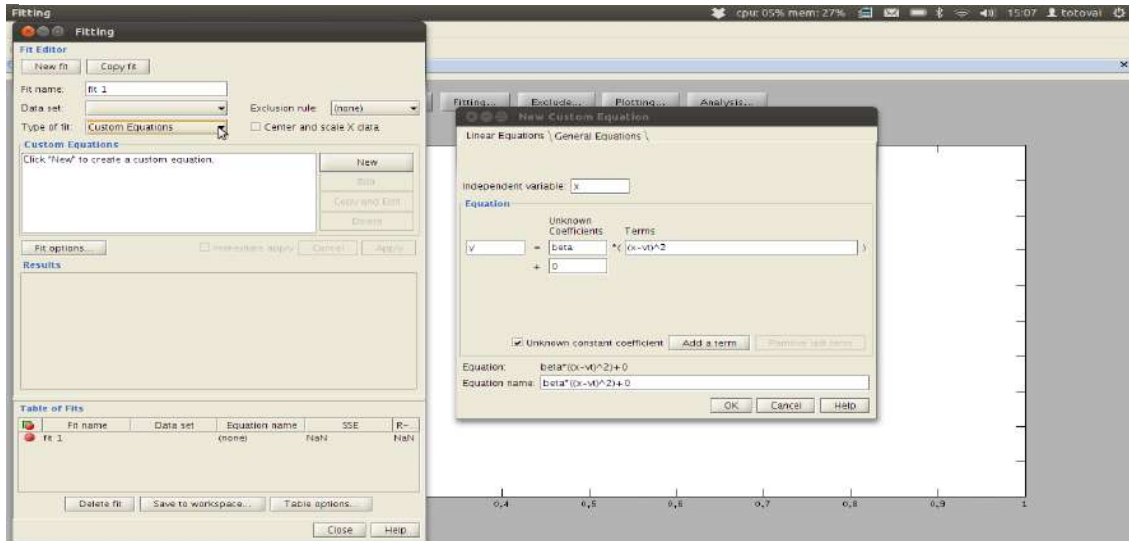 Fitting
cpu: 05% mem: 27% 15:07 totovai
Fitting
Fit Editor
New fit Copy fit
Fit name: fit 1
Data set: Exclusion rule: (none)
Type of fit: Custom Equations Center and scale X data
Custom Equations
Click "New" to create a custom equation.
New
Edit
Copy and Edit
Delete
Fit options... Immediate apply Cancel Apply
Results
Table of Fits
Fit name Data set Equation name SSE R-...
fit 1 (none) NaN NaN
Delete fit Save to workspace... Table options...
Close Help
Fitting... Exclude... Plotting... Analysis...
New Custom Equation
Linear Equations General Equations
Independent variable: x
Equation
Unknown
Coefficients Terms
y = beta *( (x-vt)^2 )
+ 0
Unknown constant coefficient Add a term Remove last term
Equation: beta*((x-vt)^2)+0
Equation name: beta*((x-vt)^2)+0
OK Cancel Help
0,4 0,5 0,6 0,7 0,8 0,9 1